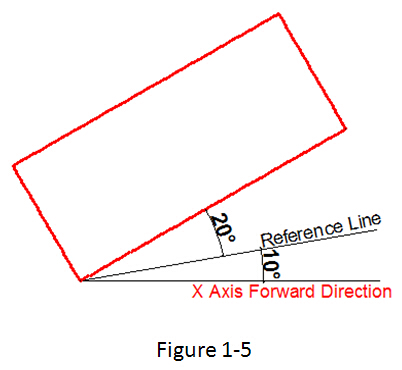 20°
Reference Line
10°
X Axis Forward Direction
Figure 1-5